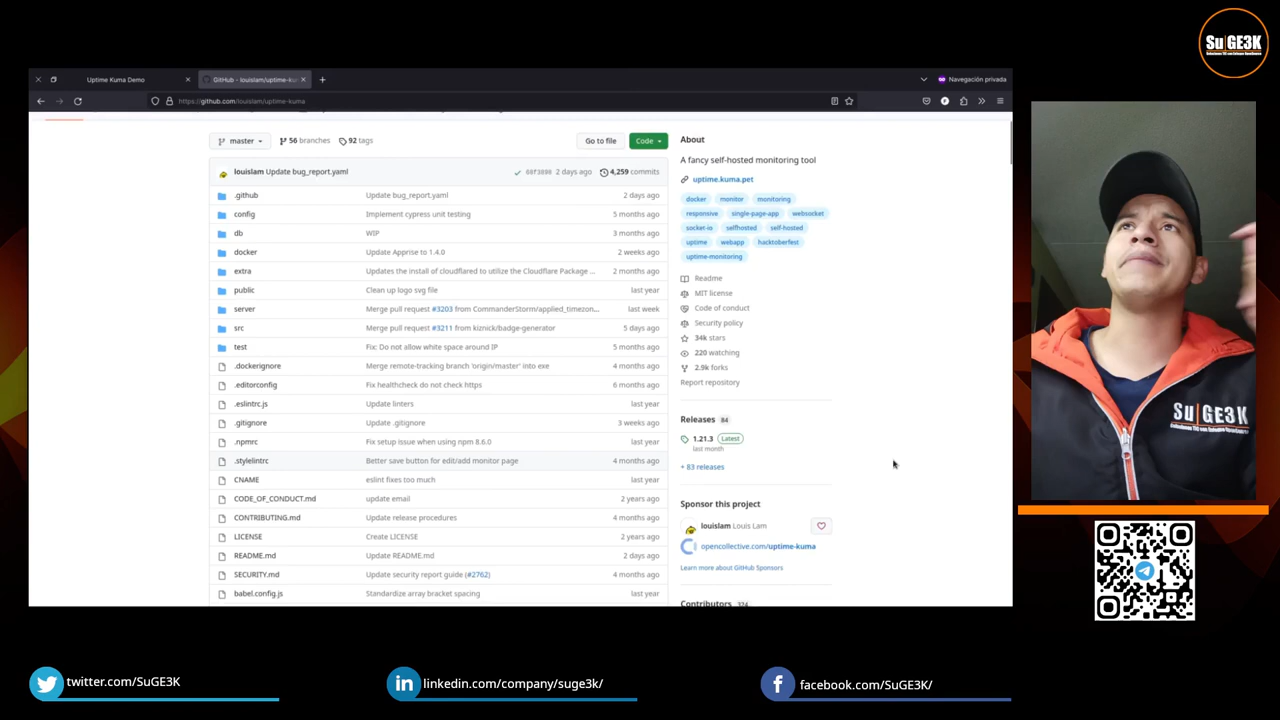 Su|GE3K
Uptime Kuma Demo
GitHub - louislam/uptime-ku
Navegación privada
https://github.com/louislam/uptime-kuma
master
56 branches
92 tags
Go to file
Code
louislam Update bug_report.yaml
2 days ago
4,259 commits
.github Update bug_report.yaml 2 days ago
config Implement cypress unit testing 5 months ago
db WIP 3 months ago
docker Update Apprise to 1.4.0 2 weeks ago
extra Updates the install of cloudflared to utilize the Cloudflare Package ... 2 months ago
public Clean up logo svg file last year
server Merge pull request #3203 from CommanderStorm/applied_timezon... last week
src Merge pull request #3211 from kiznick/badge-generator 5 days ago
test Fix: Do not allow white space around IP 5 months ago
.dockerignore Merge remote-tracking branch 'origin/master' into exe 4 months ago
.editorconfig Fix healthcheck do not check https 6 months ago
.eslintrc.js Update linters last year
.gitignore Update .gitignore 3 weeks ago
.npmrc Fix setup issue when using npm 8.6.0 last year
.stylelintrc Better save button for edit/add monitor page 4 months ago
CNAME eslint fixes too much last year
CODE_OF_CONDUCT.md update email 2 years ago
CONTRIBUTING.md Update release procedures 4 months ago
LICENSE Create LICENSE 2 years ago
README.md Update README.md 2 days ago
SECURITY.md Update security report guide (#2762) 4 months ago
babel.config.js Standardize array bracket spacing last year
About
A fancy self-hosted monitoring tool
uptime.kuma.pet
docker monitor monitoring
responsive single-page-app websocket
socket-io selfhosted self-hosted
uptime webapp hacktoberfest
uptime-monitoring
Readme
MIT license
Code of conduct
Security policy
34k stars
220 watching
2.9k forks
Report repository
Releases 84
1.21.3 Latest
last month
+ 83 releases
Sponsor this project
louislam Louis Lam
opencollective.com/uptime-kuma
Learn more about GitHub Sponsors
Contributors 324
Su|GE3K
twitter.com/SuGE3K
linkedin.com/company/suge3k/
facebook.com/SuGE3K/